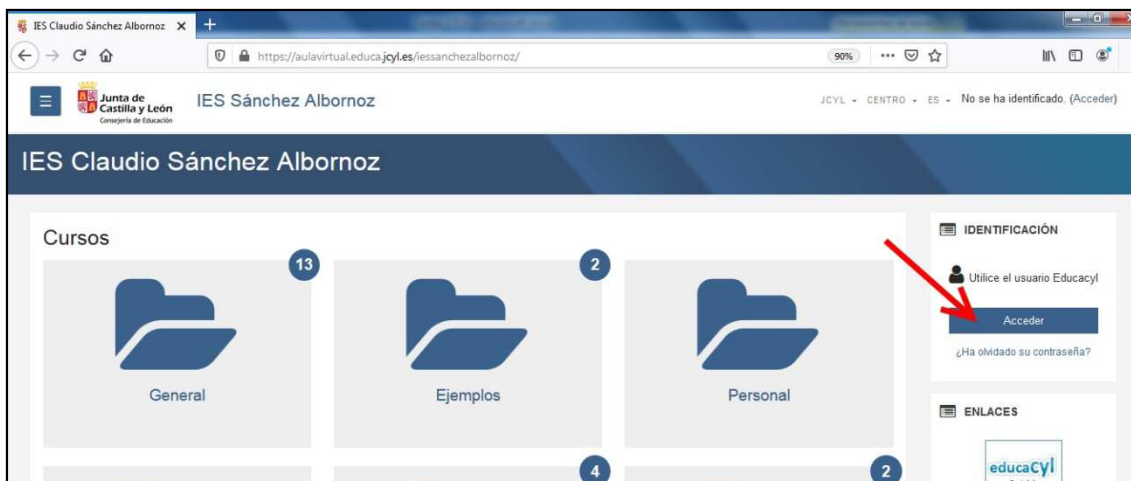 IES Claudio Sánchez Albornoz
https://aulavirtual.educa.jcyl.es/iessanchezalbornoz/
90%
Junta de
Castilla y León
Consejería de Educación
IES Sánchez Albornoz
JCYL
CENTRO
ES
No se ha identificado. (Acceder)
IES Claudio Sánchez Albornoz
Cursos
13
General
2
Ejemplos
Personal
4
2
IDENTIFICACIÓN
Utilice el usuario Educacyl
Acceder
¿Ha olvidado su contraseña?
ENLACES
educacyl